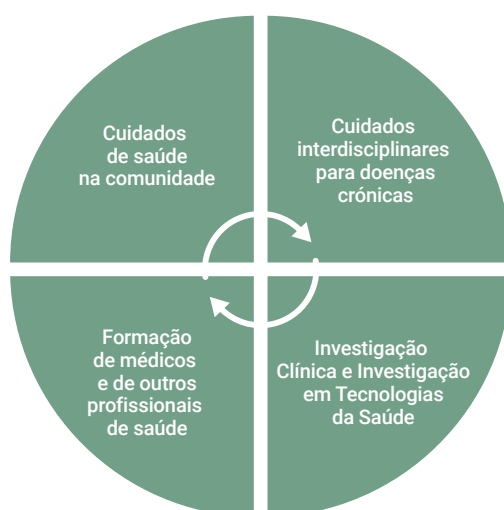 Cuidados
de saúde
na comunidade
Cuidados
interdisciplinares
para doenças
crónicas
Formação
de médicos
e de outros
profissionais
de saúde
Investigação
Clínica e Investigação
em Tecnologias
da Saúde